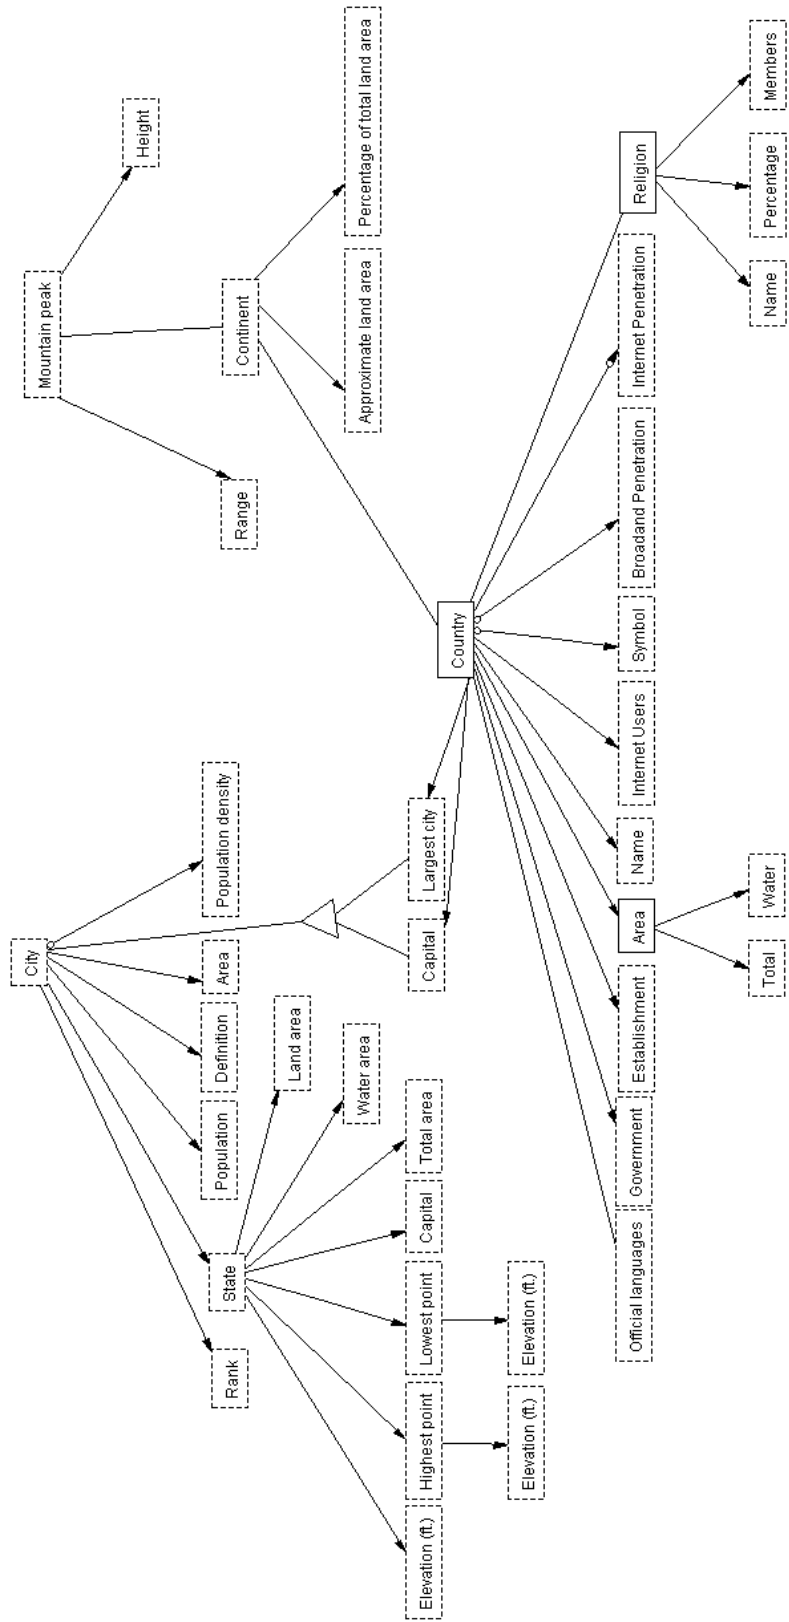 City
Mountain peak
Height
Rank
State
Population
Definition
Area
Population density
Range
Continent
Land area
Water area
Approximate land area
Percentage of total land area
Elevation (ft.)
Highest point
Lowest point
Capital
Total area
Capital
Largest city
Country
Elevation (ft.)
Elevation (ft.)
Official languages
Government
Establishment
Area
Name
Internet Users
Symbol
Broadand Penetration
Internet Penetration
Religion
Total
Water
Name
Percentage
Members